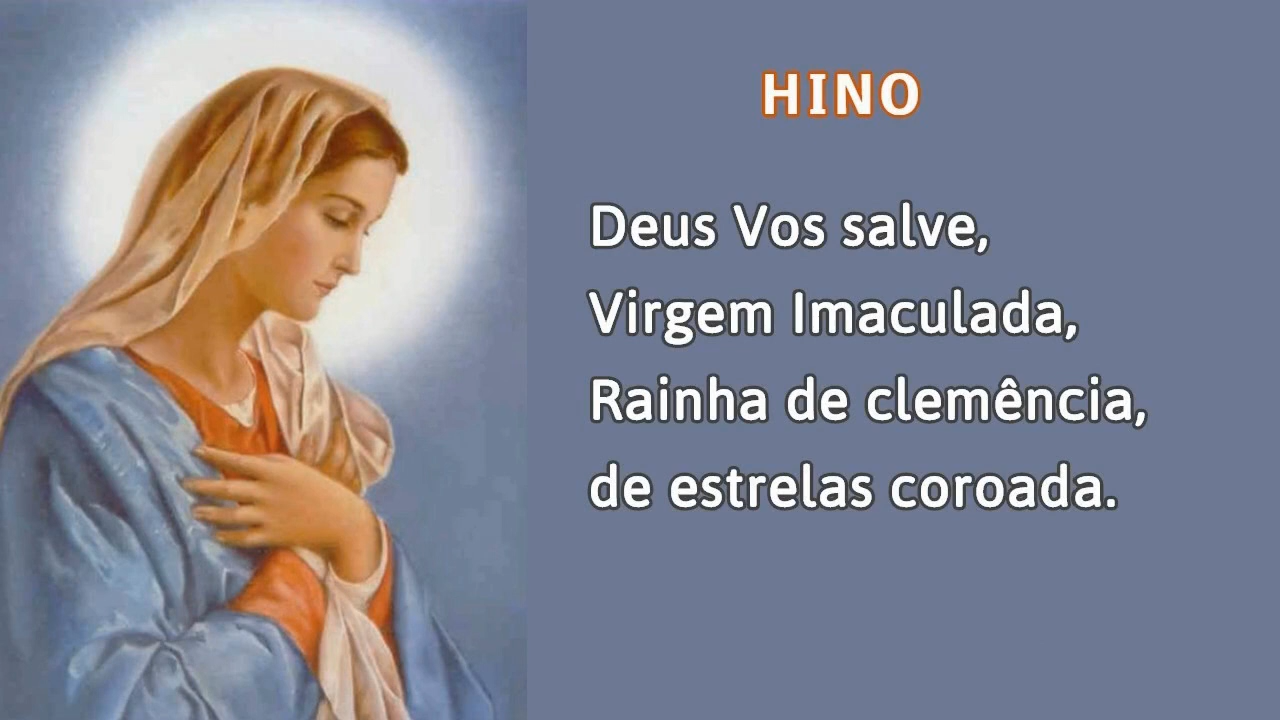 HINO
Deus Vos salve,
Virgem Imaculada,
Rainha de clemência,
de estrelas coroada.